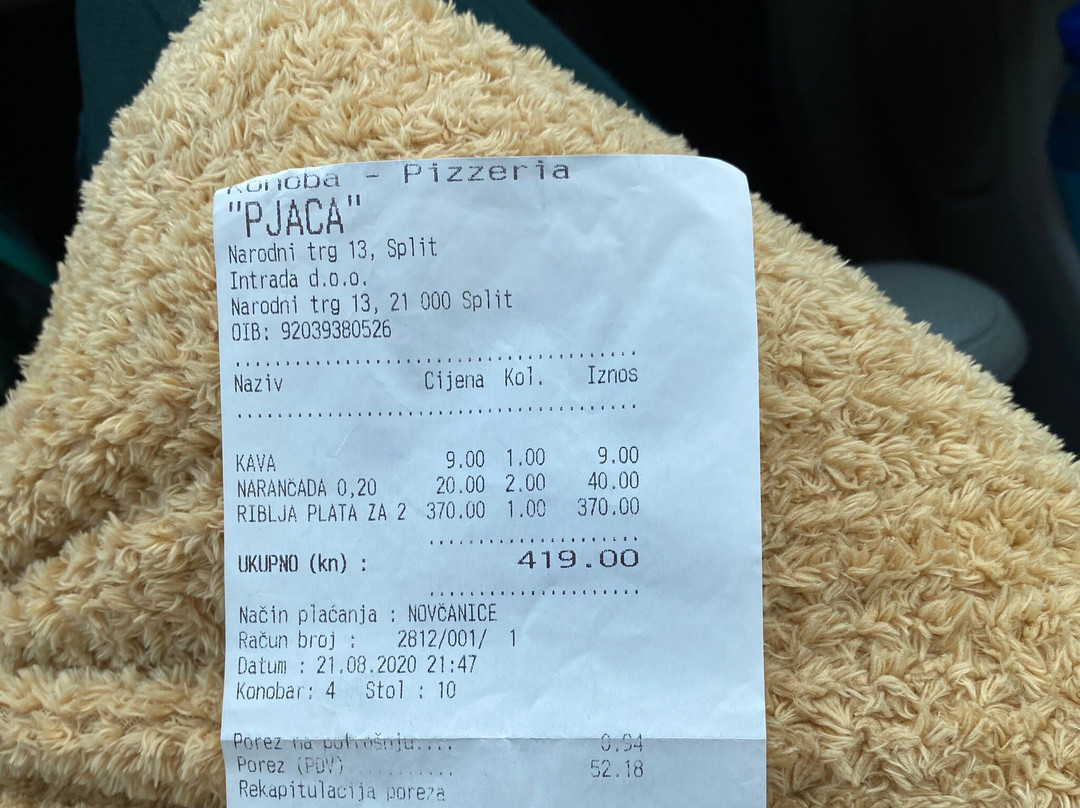 Konoba - Pizzeria
"PJACA"
Narodni trg 13, Split
Intrada d.o.o.
Narodni trg 13, 21 000 Split
OIB: 92039380526
Naziv Cijena Kol. Iznos
KAVA 9.00 1.00 9.00
NARANČADA 0,20 20.00 2.00 40.00
RIBLJA PLATA ZA 2 370.00 1.00 370.00
UKUPNO (kn) : 419.00
Način plaćanja : NOVČANICE
Račun broj : 2812/001/ 1
Datum : 21.08.2020 21:47
Konobar: 4 Stol : 10
Porez na potrošnju.... 0.94
Porez (PDV) .......... 52.18
Rekapitulacija poreza